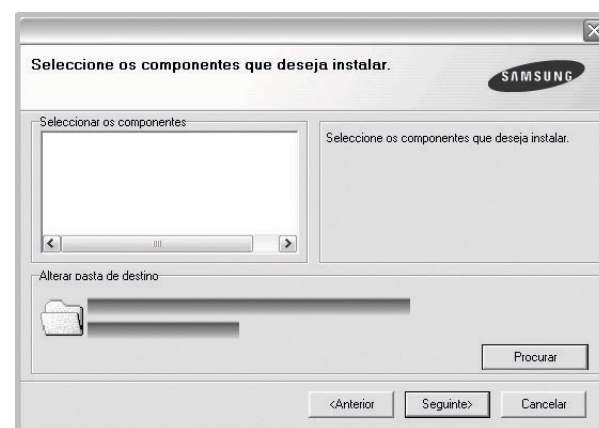 Seleccione os componentes que deseja instalar.
SAMSUNG
Seleccionar os componentes
Seleccione os componentes que deseja instalar.
Alterar pasta de destino
Procurar
<Anterior
Seguinte>
Cancelar